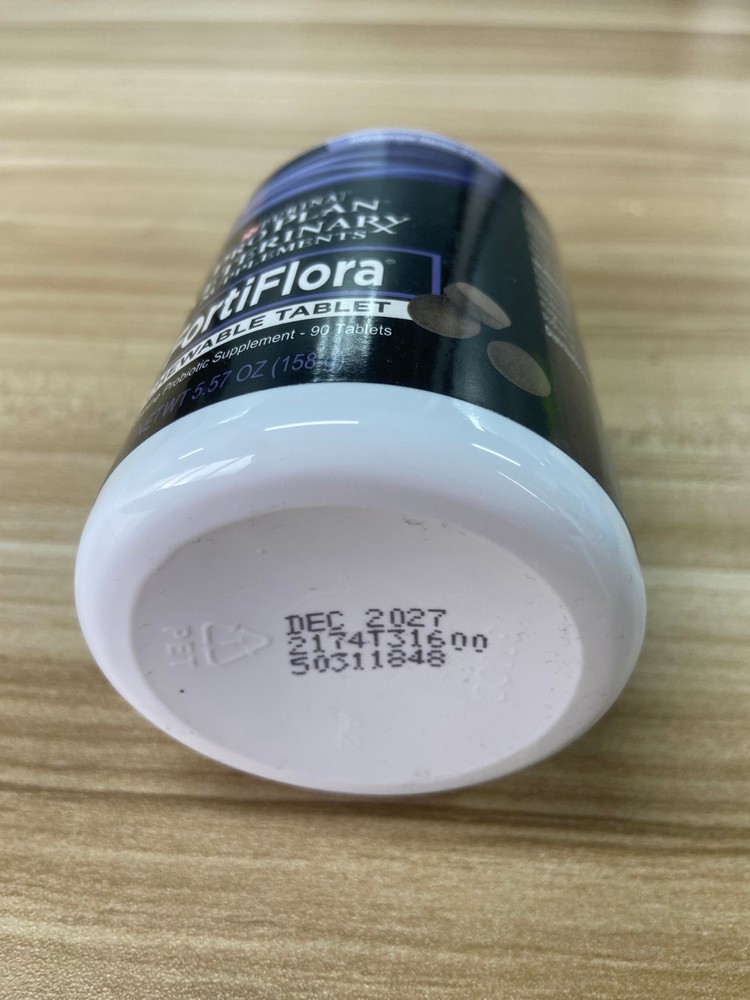 PURINA
PRO PLAN
VETERINARY
SUPPLEMENTS
FortiFlora®
CHEWABLE TABLET
Probiotic Supplement - 90 Tablets
NET WT 5.57 OZ (158 g)
PET
DEC 2027
2174T31600
50311848